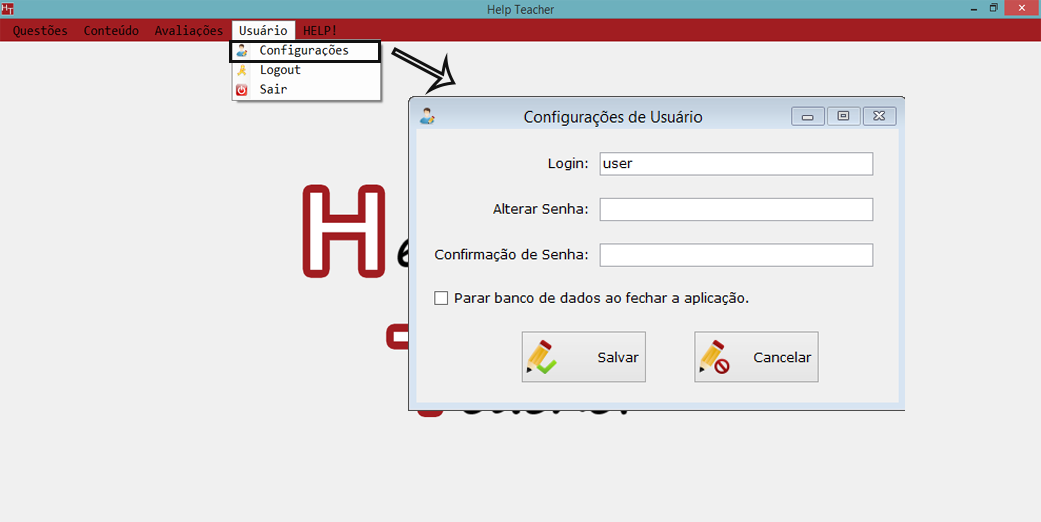 HT
Help Teacher
Questões Conteúdo Avaliações Usuário HELP!
Configurações
Logout
Sair
Configurações de Usuário
Login: user
Alterar Senha:
Confirmação de Senha:
Parar banco de dados ao fechar a aplicação.
Salvar Cancelar
H